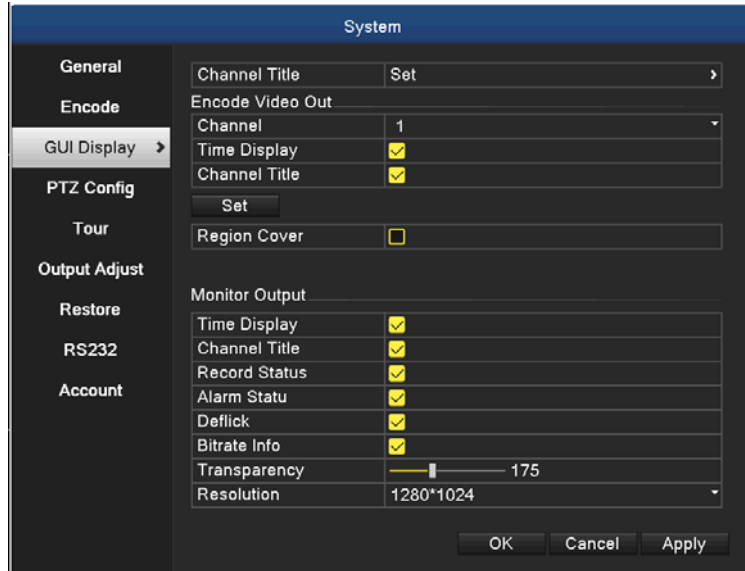 System
General
Encode
GUI Display
PTZ Config
Tour
Output Adjust
Restore
RS232
Account
Channel Title Set
Encode Video Out
Channel 1
Time Display
Channel Title
Set
Region Cover
Monitor Output
Time Display
Channel Title
Record Status
Alarm Statu
Deflick
Bitrate Info
Transparency 175
Resolution 1280*1024
OK Cancel Apply